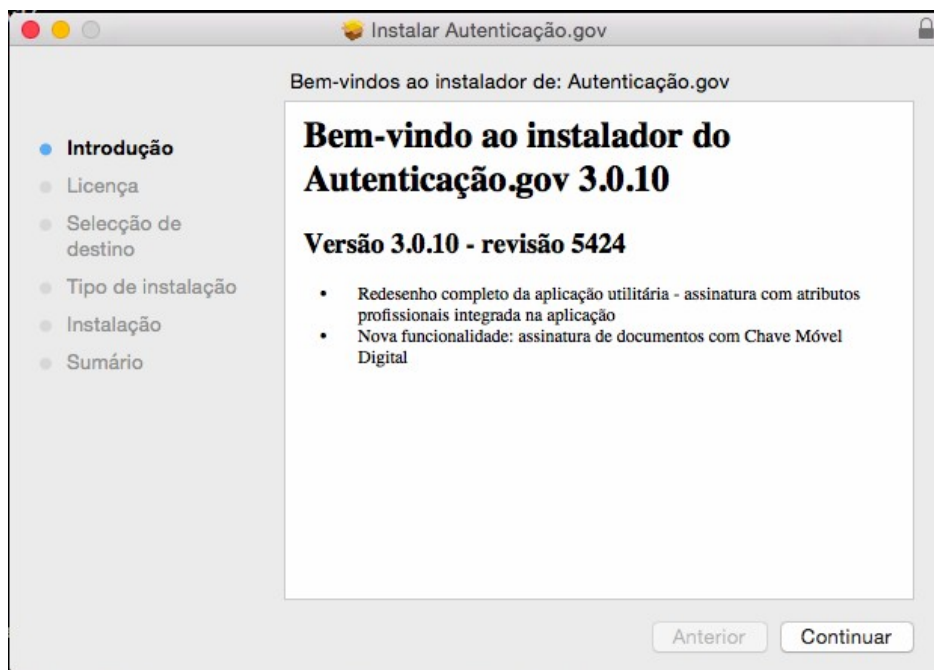 Instalar Autenticação.gov
Bem-vindos ao instalador de: Autenticação.gov
Introdução
Licença
Selecção de
destino
Tipo de instalação
Instalação
Sumário
Bem-vindo ao instalador do
Autenticação.gov 3.0.10
Versão 3.0.10 - revisão 5424
• Redesenho completo da aplicação utilitária - assinatura com atributos
profissionais integrada na aplicação
• Nova funcionalidade: assinatura de documentos com Chave Móvel
Digital
Anterior
Continuar